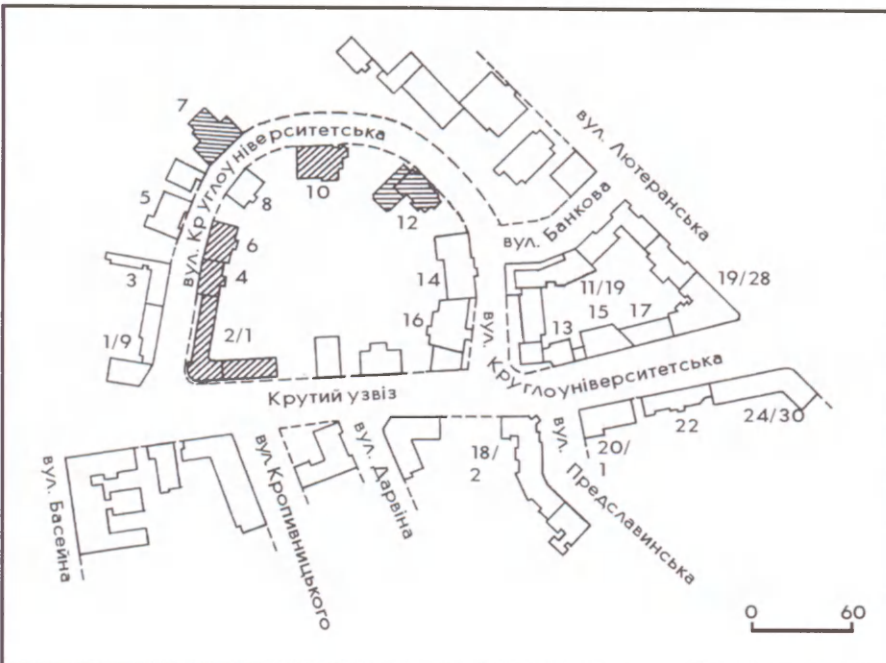 7
вул. Круглоуніверситетська
вул. Лютеранська
10
12
5
8
вул. Банкова
6
3
4
14
11/19
19/28
2/1
16
13
15
17
1/9
вул. Круглоуніверситетська
Крутий узвіз
18/
2
20/
1
22
24/30
вул. Басейна
вул. Кропивницького
вул. Дарвіна
вул. Предславинська
0
60